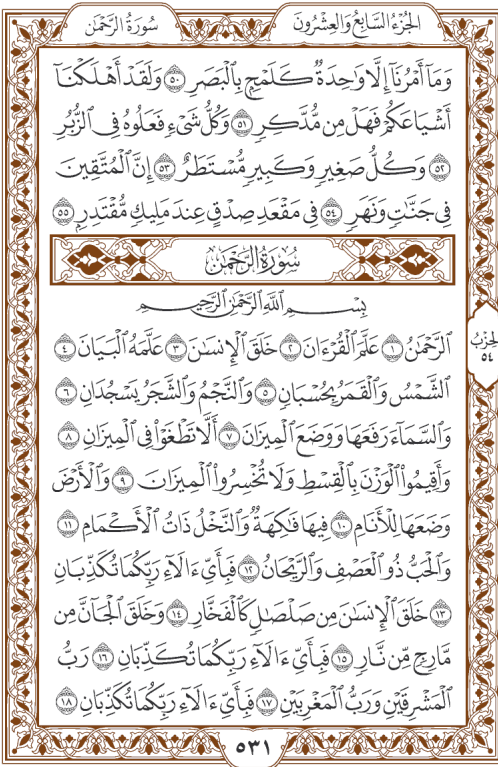 الجُزْءُ السَّابِعُ وَالعِشْرُونَ
سُورَةُ الرَّحْمَٰن
وَمَآ أَمْرُنَآ إِلَّا وَٰحِدَةٌ كَلَمْحٍۭ بِٱلْبَصَرِ ٥٠ وَلَقَدْ أَهْلَكْنَآ
أَشْيَاعَكُمْ فَهَلْ مِن مُّدَّكِرٍ ٥١ وَكُلُّ شَىْءٍ فَعَلُوهُ فِى ٱلزُّبُرِ
٥٢ وَكُلُّ صَغِيرٍ وَكَبِيرٍ مُّسْتَطَرٌ ٥٣ إِنَّ ٱلْمُتَّقِينَ
فِى جَنَّٰتٍ وَنَهَرٍ ٥٤ فِى مَقْعَدِ صِدْقٍ عِندَ مَلِيكٍ مُّقْتَدِرٍۭ ٥٥
سُورَةُ الرَّحْمَٰن
بِسْمِ ٱللَّهِ ٱلرَّحْمَٰنِ ٱلرَّحِيمِ
ٱلرَّحْمَٰنُ ١ عَلَّمَ ٱلْقُرْءَانَ ٢ خَلَقَ ٱلْإِنسَٰنَ ٣ عَلَّمَهُ ٱلْبَيَانَ ٤
ٱلشَّمْسُ وَٱلْقَمَرُ بِحُسْبَانٍ ٥ وَٱلنَّجْمُ وَٱلشَّجَرُ يَسْجُدَانِ ٦
وَٱلسَّمَآءَ رَفَعَهَا وَوَضَعَ ٱلْمِيزَانَ ٧ أَلَّا تَطْغَوْا۟ فِى ٱلْمِيزَانِ ٨
وَأَقِيمُوا۟ ٱلْوَزْنَ بِٱلْقِسْطِ وَلَا تُخْسِرُوا۟ ٱلْمِيزَانَ ٩ وَٱلْأَرْضَ
وَضَعَهَا لِلْأَنَامِ ١٠ فِيهَا فَٰكِهَةٌ وَٱلنَّخْلُ ذَاتُ ٱلْأَكْمَامِ ١١
وَٱلْحَبُّ ذُو ٱلْعَصْفِ وَٱلرَّيْحَانُ ١٢ فَبِأَىِّ ءَالَآءِ رَبِّكُمَا تُكَذِّبَانِ
١٣ خَلَقَ ٱلْإِنسَٰنَ مِن صَلْصَٰلٍ كَٱلْفَخَّارِ ١٤ وَخَلَقَ ٱلْجَآنَّ مِن
مَّارِجٍ مِّن نَّارٍ ١٥ فَبِأَىِّ ءَالَآءِ رَبِّكُمَا تُكَذِّبَانِ ١٦ رَبُّ
ٱلْمَشْرِقَيْنِ وَرَبُّ ٱلْمَغْرِبَيْنِ ١٧ فَبِأَىِّ ءَالَآءِ رَبِّكُمَا تُكَذِّبَانِ ١٨
الحِزْبُ
٥٤
٥٣١